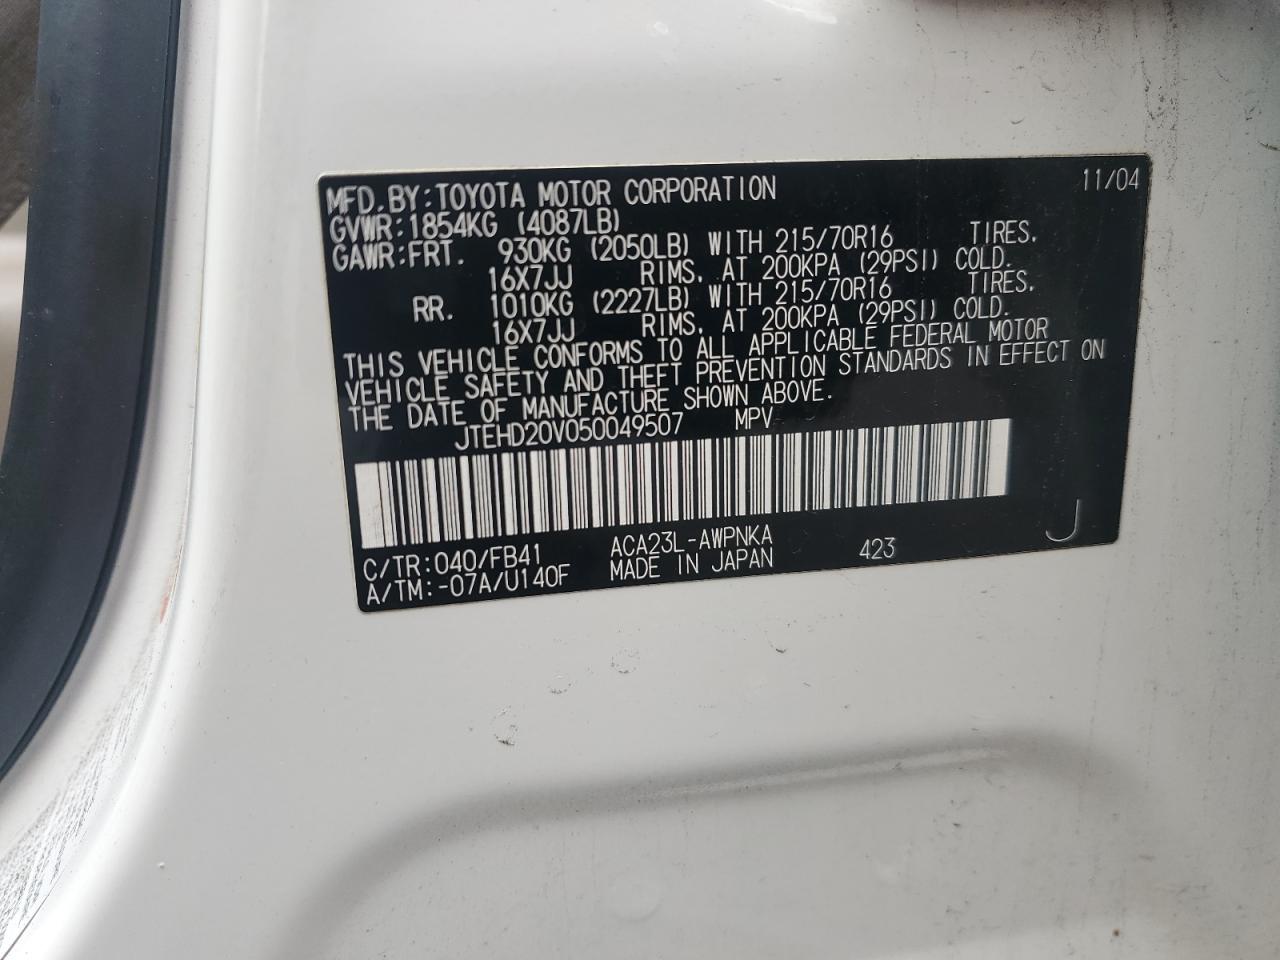 MFD. BY: TOYOTA MOTOR CORPORATION 11/04
GVWR: 1854KG (4087LB)
GAWR: FRT. 930KG (2050LB) WITH 215/70R16 TIRES,
16X7JJ RIMS, AT 200KPA (29PSI) COLD.
RR. 1010KG (2227LB) WITH 215/70R16 TIRES,
16X7JJ RIMS, AT 200KPA (29PSI) COLD.
THIS VEHICLE CONFORMS TO ALL APPLICABLE FEDERAL MOTOR
VEHICLE SAFETY AND THEFT PREVENTION STANDARDS IN EFFECT ON
THE DATE OF MANUFACTURE SHOWN ABOVE.
JTEHD20V050049507 MPV
C/TR: 040/FB41 ACA23L-AWPNKA 423 J
A/TM: -07A/U140F MADE IN JAPAN